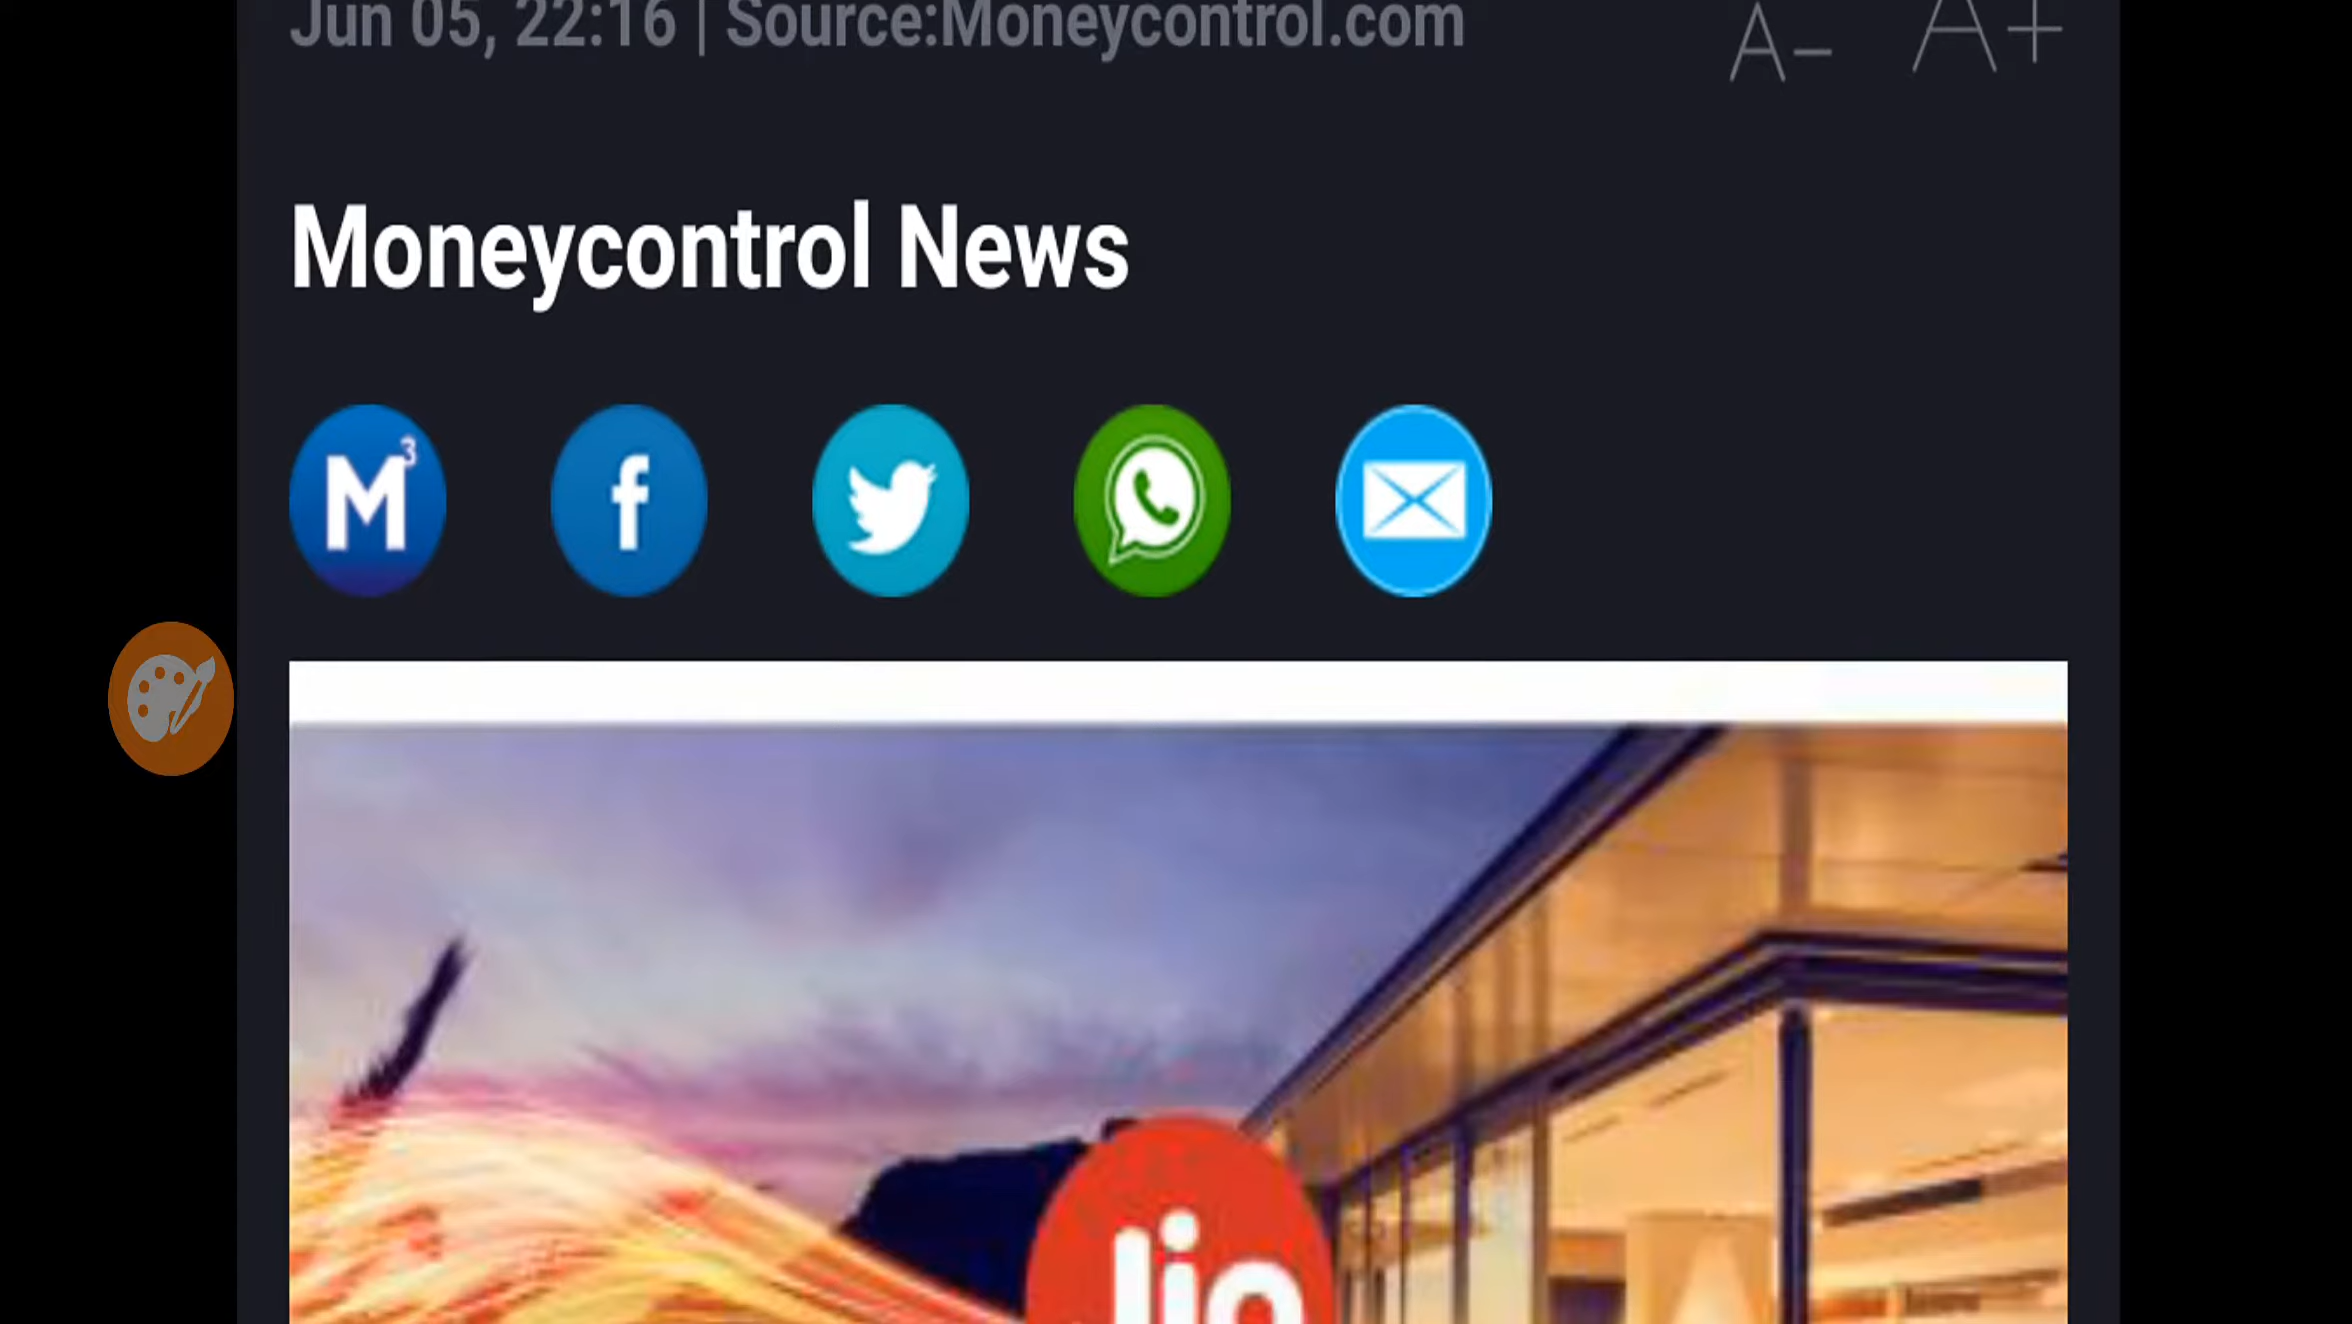 Jun 05, 22:16 | Source:Moneycontrol.com
A- A+
Moneycontrol News
M3 f
Jio